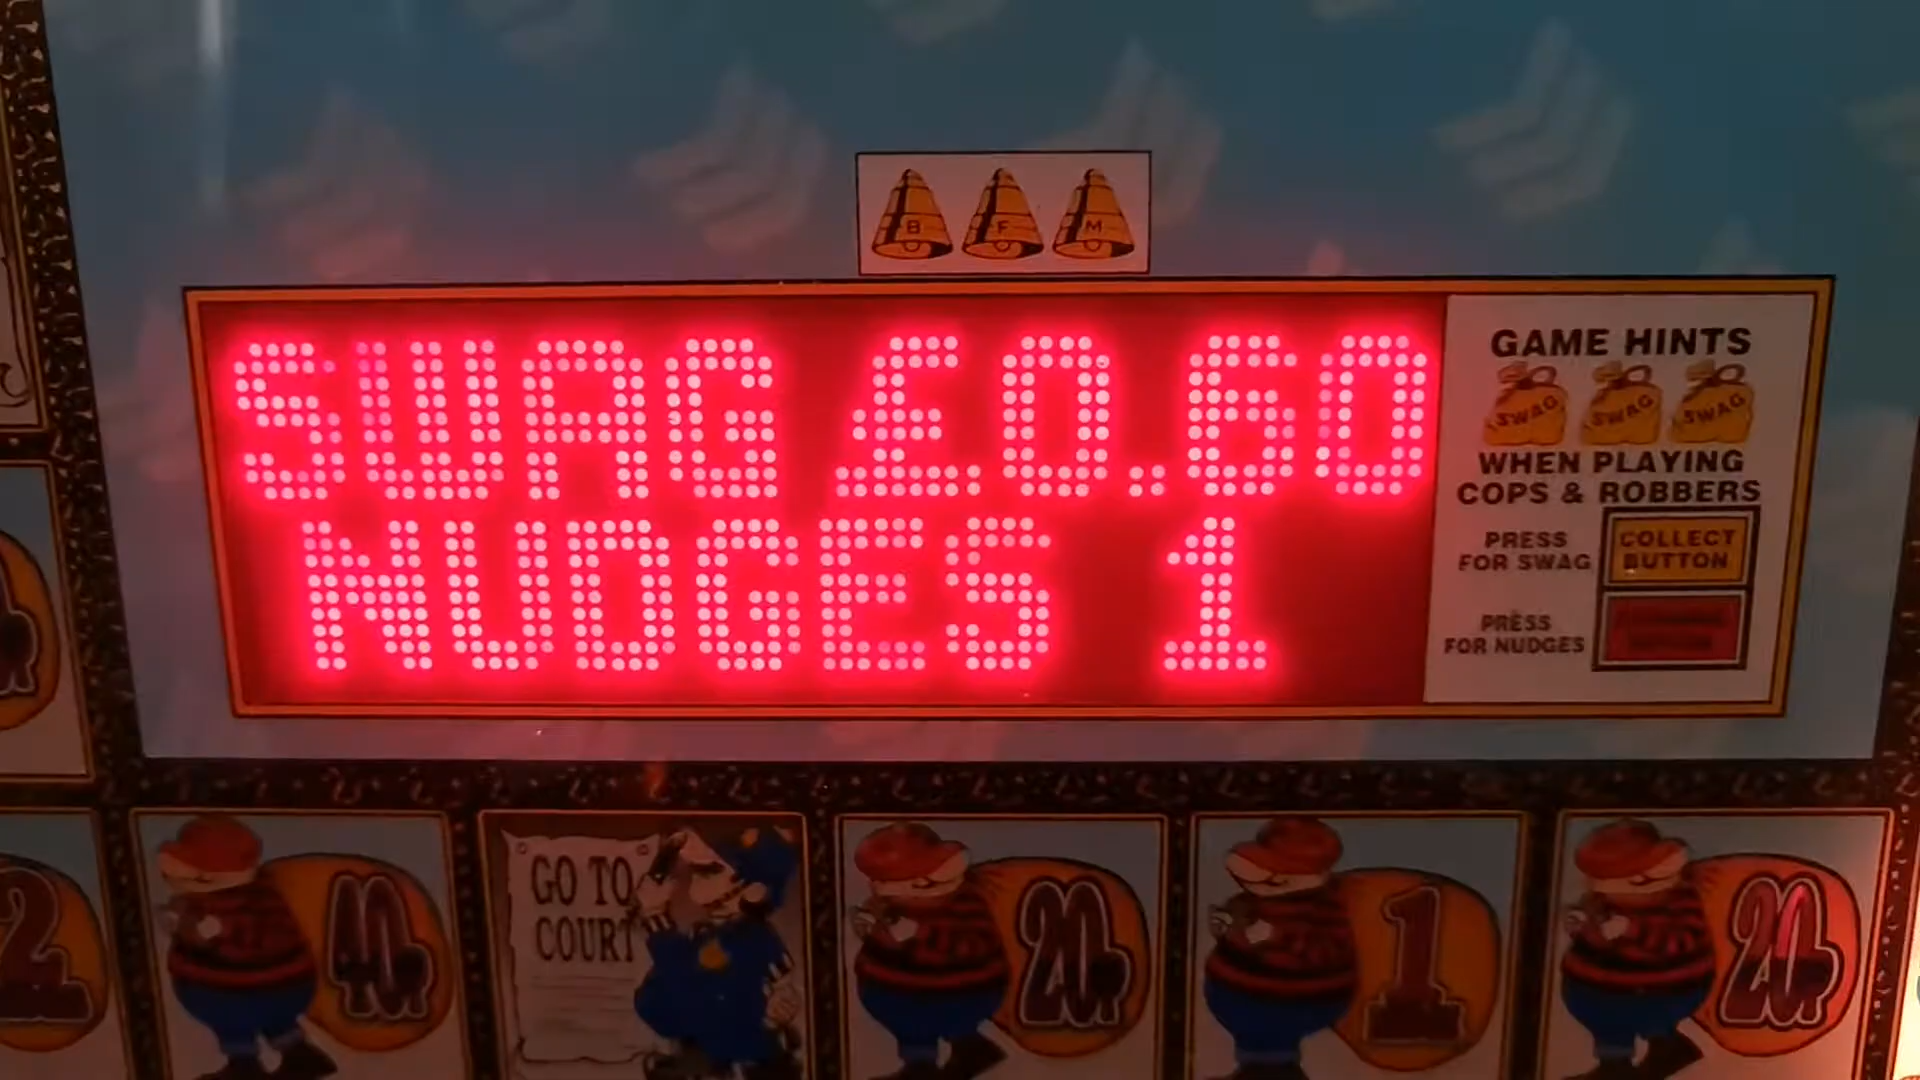 B F M
SWAG £0.60
NUDGES 1
GAME HINTS
SWAG SWAG SWAG
WHEN PLAYING
COPS & ROBBERS
PRESS
FOR SWAG
COLLECT
BUTTON
PRESS
FOR NUDGES
2
40P
GO TO
COURT
20P
1
20P